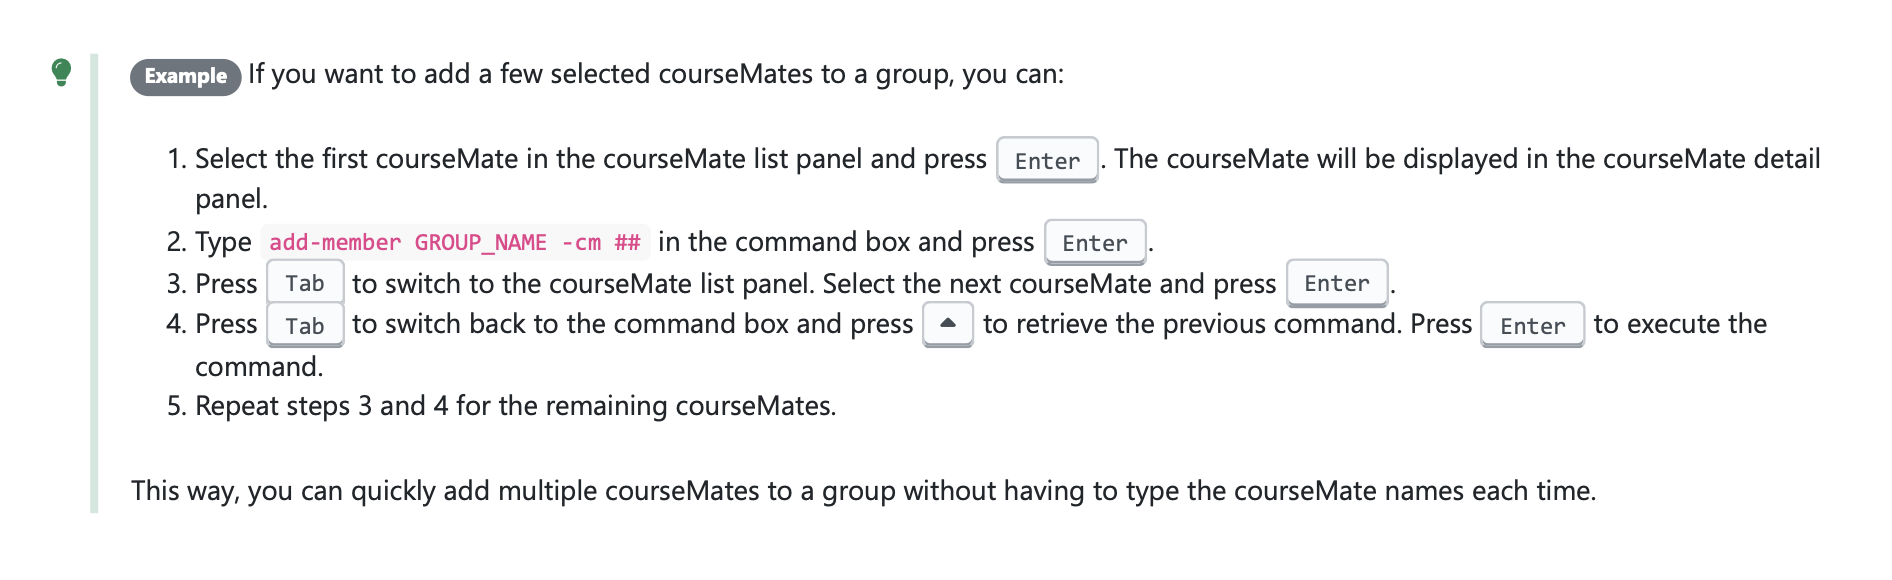 Example If you want to add a few selected courseMates to a group, you can:
1. Select the first courseMate in the courseMate list panel and press Enter. The courseMate will be displayed in the courseMate detail
panel.
2. Type add-member GROUP_NAME -cm ## in the command box and press Enter.
3. Press Tab to switch to the courseMate list panel. Select the next courseMate and press Enter.
4. Press Tab to switch back to the command box and press ▲ to retrieve the previous command. Press Enter to execute the
command.
5. Repeat steps 3 and 4 for the remaining courseMates.
This way, you can quickly add multiple courseMates to a group without having to type the courseMate names each time.